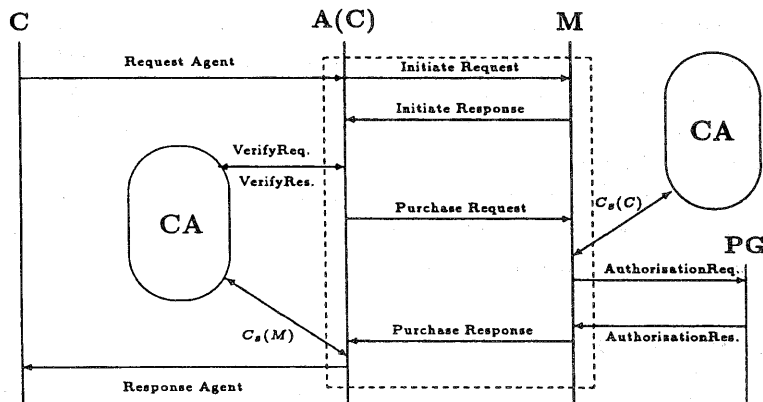 C A(C) M
Request Agent Initiate Request
Initiate Response
CA
VerifyReq.
VerifyRes.
Purchase Request
C_s(C)
CA
PG
AuthorisationReq.
C_s(M)
Purchase Response
AuthorisationRes.
Response Agent